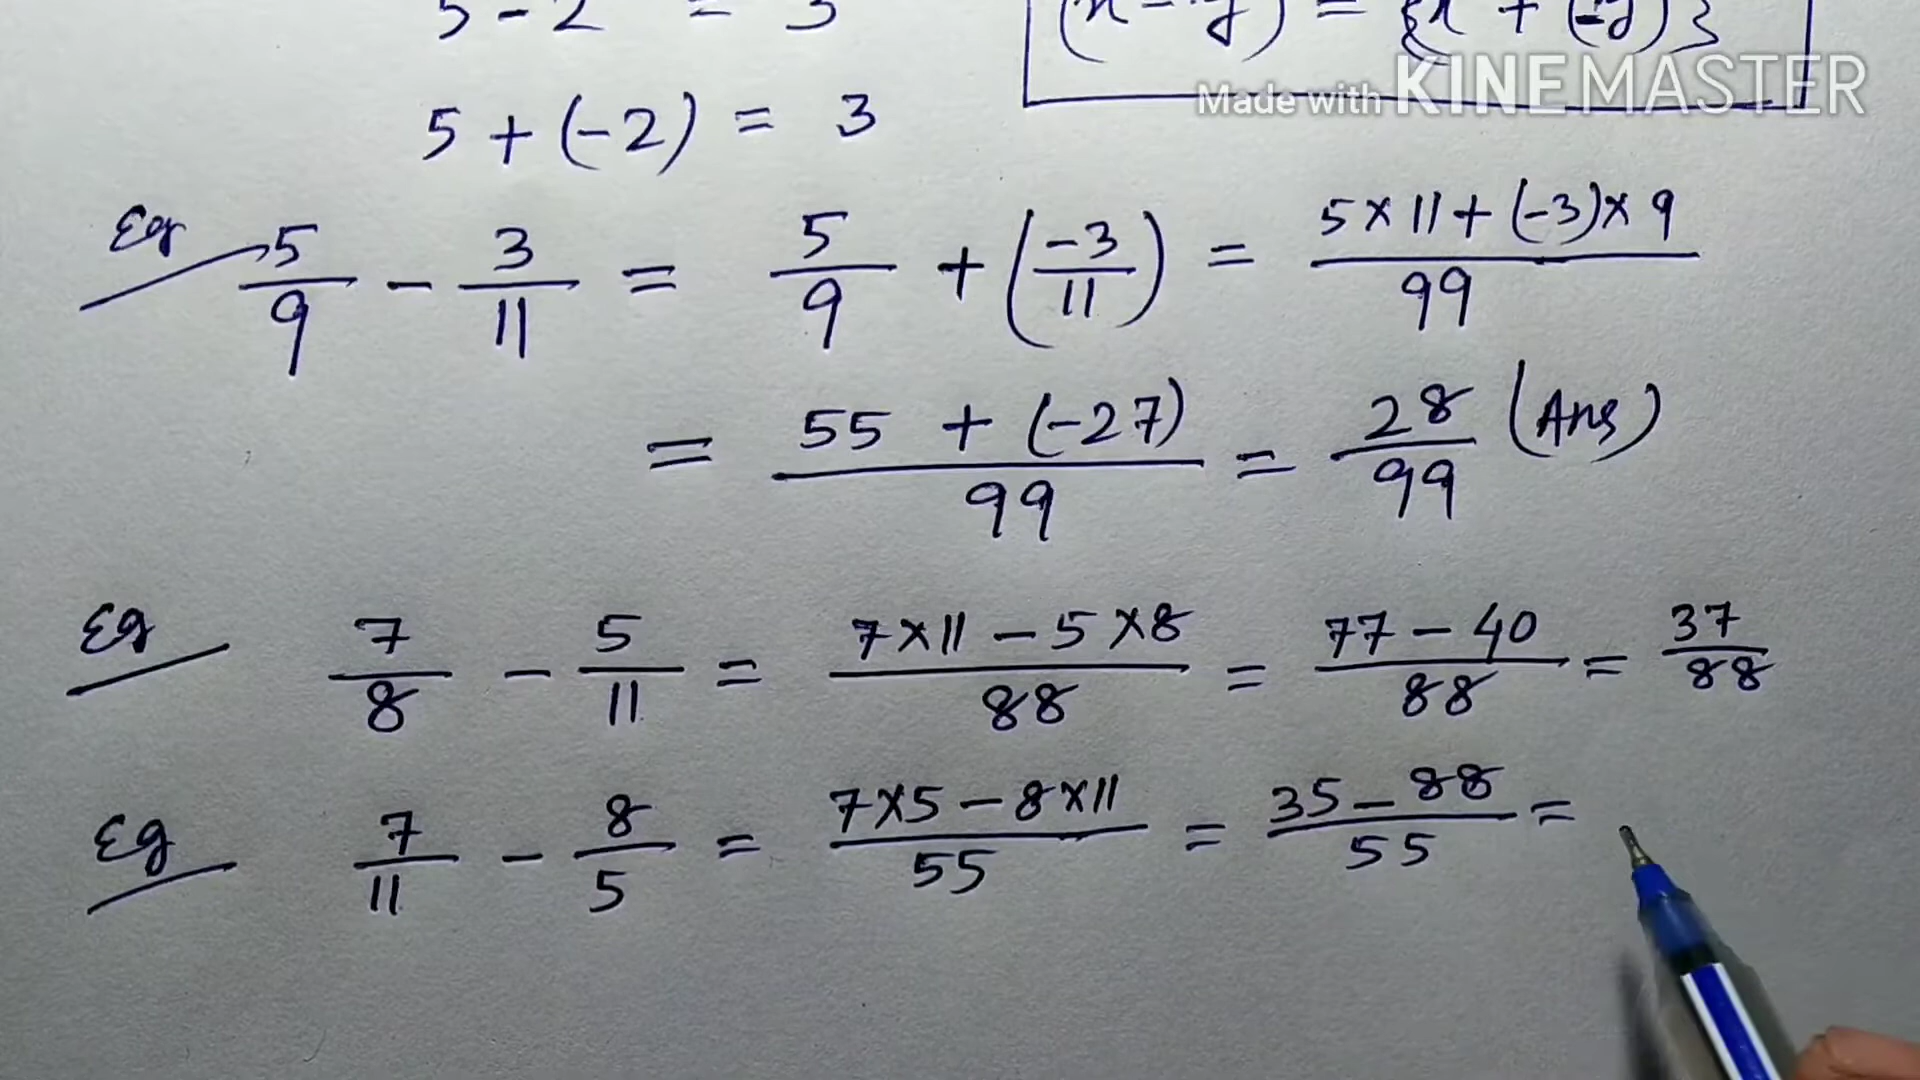 5 - 2 = 3
(x - y) = {x + (-y)}
Made with KINEMASTER
5 + (-2) = 3
Eg 5/9 - 3/11 = 5/9 + (-3/11) = (5 × 11 + (-3) × 9)/99
= (55 + (-27))/99 = 28/99 (Ans)
Eg 7/8 - 5/11 = (7 × 11 - 5 × 8)/88 = (77 - 40)/88 = 37/88
Eg 7/11 - 8/5 = (7 × 5 - 8 × 11)/55 = (35 - 88)/55 =